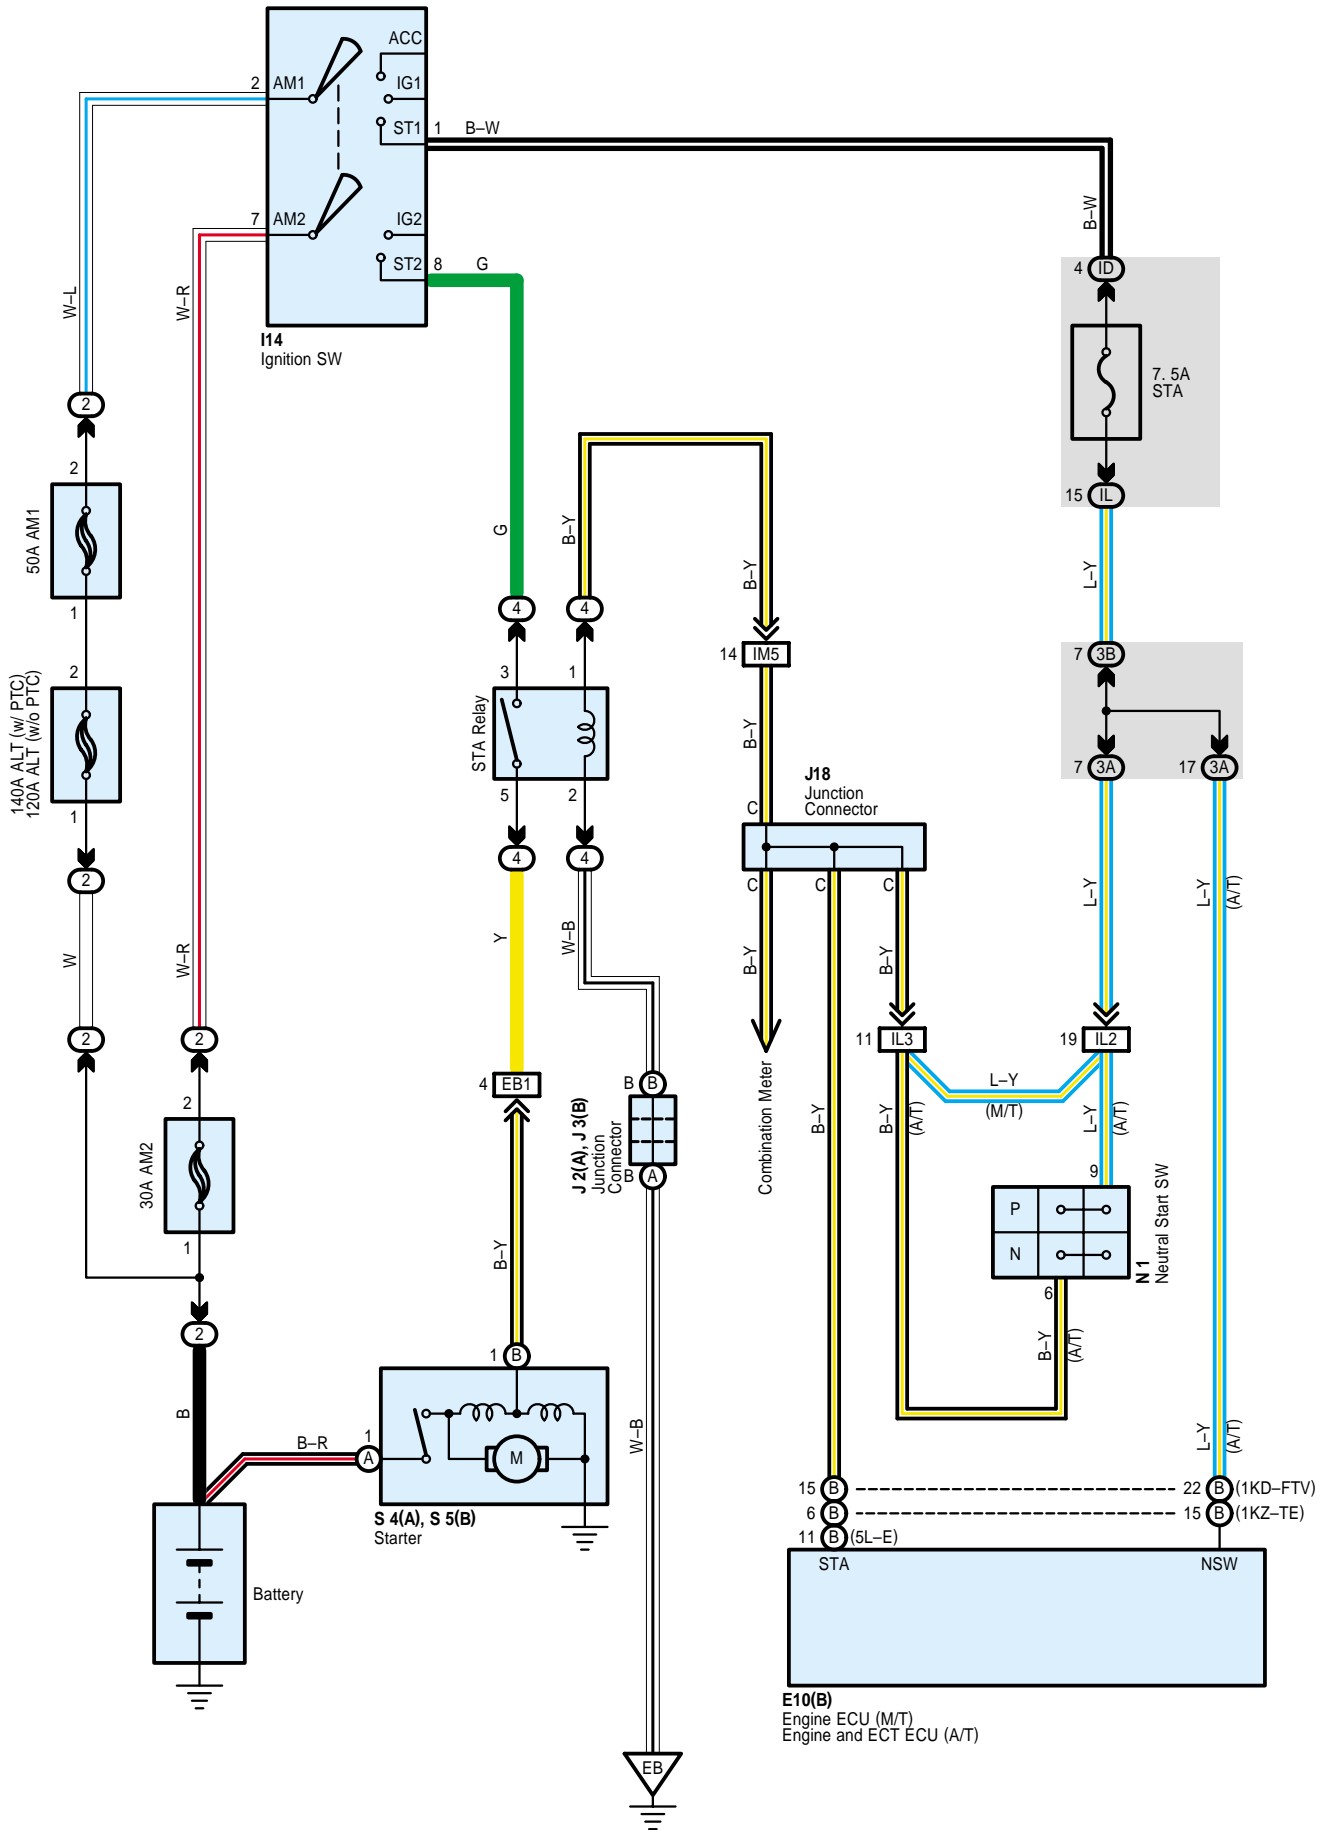 ACC
2 AM1
IG1
ST1 1 B–W
7 AM2
IG2
ST2 8 G
I14
Ignition SW
W–L
W–R
B–W
4 ID
7. 5A
STA
15 IL
2
2
50A AM1
1
2
140A ALT (w/ PTC)
120A ALT (w/o PTC)
1
2
W
2
W–R
2
2
30A AM2
1
2
B
B–R
Battery
G
B–Y
B–Y
4
4
3
1
STA Relay
5
2
4
4
14 IM5
B–Y
L–Y
7 3B
7 3A
17 3A
J18
Junction
Connector
C
C
C
C
Y
W–B
B–Y
B–Y
L–Y
L–Y
(A/T)
4 EB1
B B
J 2(A), J 3(B)
Junction
Connector
B A
Combination Meter
11 IL3
19 IL2
L–Y
(M/T)
B–Y
B–Y
(A/T)
L–Y
(A/T)
9
P
N
N 1
Neutral Start SW
6
B–Y
(A/T)
B–Y
1 B
1
A
M
S 4(A), S 5(B)
Starter
W–B
L–Y
(A/T)
15 B
22 B (1KD–FTV)
6 B
15 B (1KZ–TE)
11 B (5L–E)
STA
NSW
E10(B)
Engine ECU (M/T)
Engine and ECT ECU (A/T)
EB